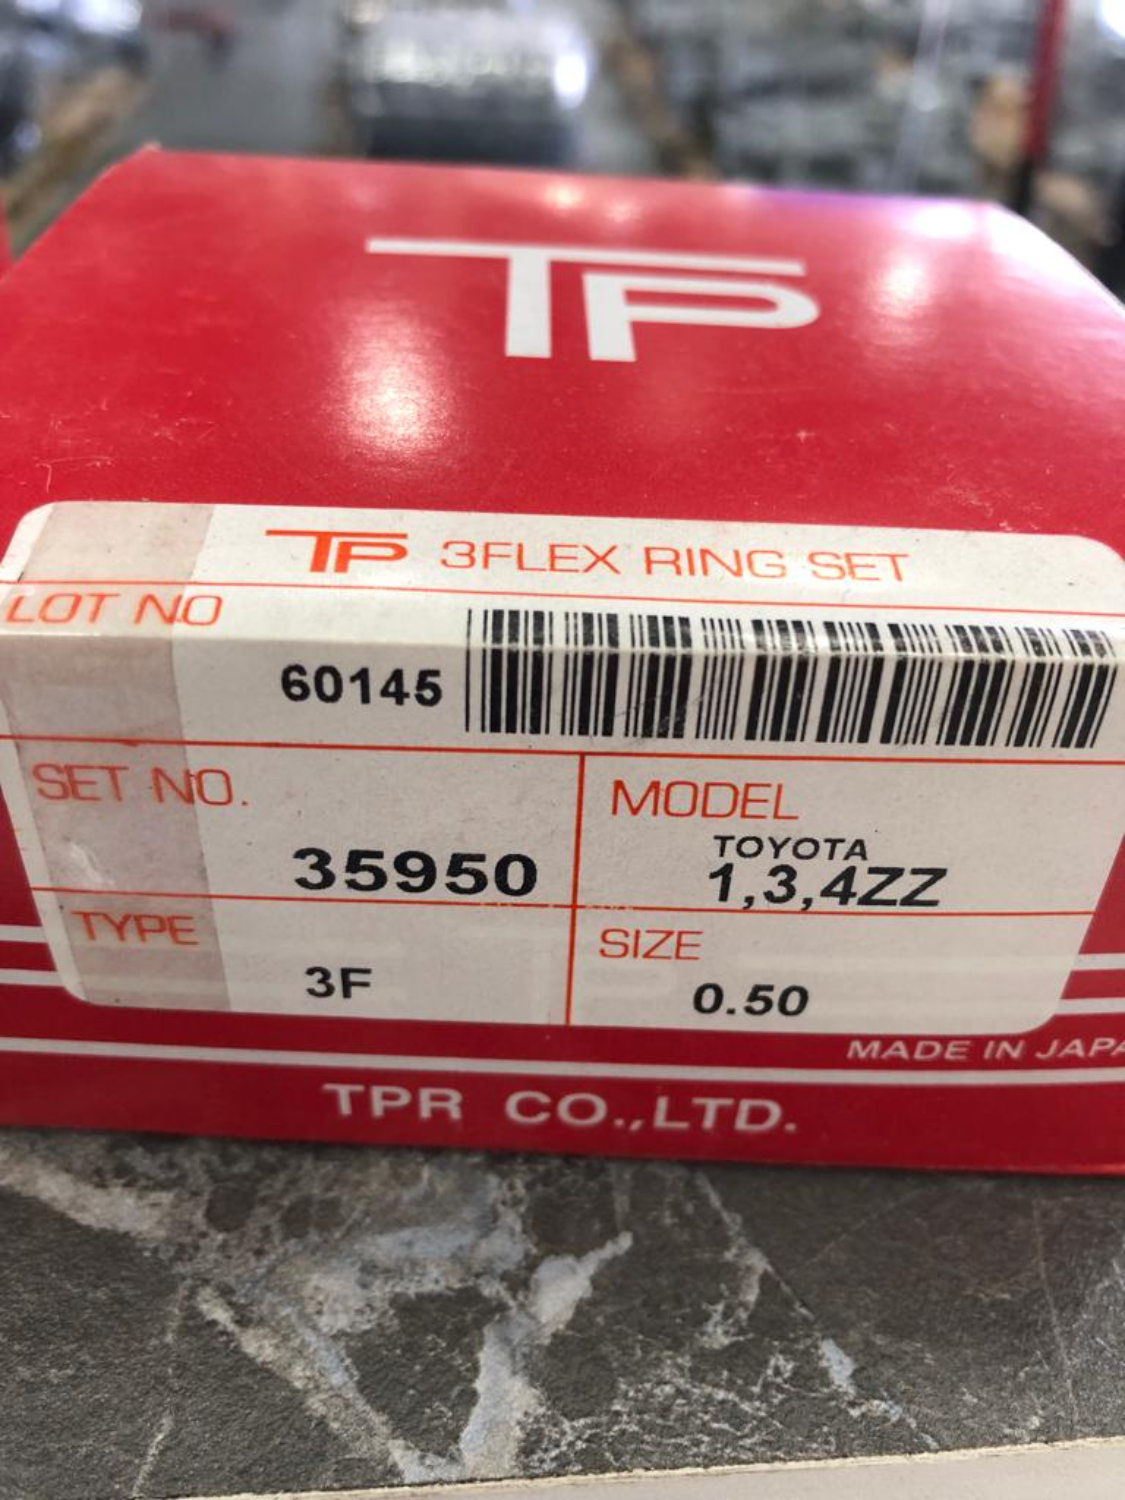 TP
TP 3FLEX RING SET
LOT NO
60145
SET NO.
35950
MODEL
TOYOTA
1,3,4ZZ
TYPE
3F
SIZE
0.50
MADE IN JAPA
TPR CO.,LTD.